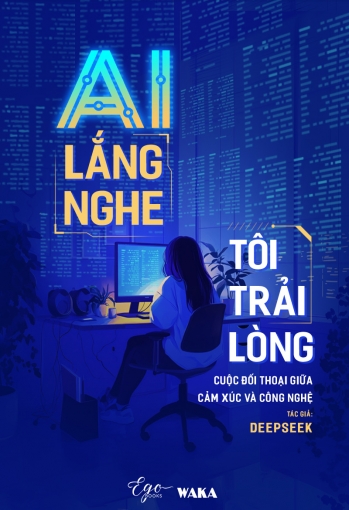 AI
LẮNG
NGHE
TÔI
TRẢI
LÒNG
CUỘC ĐỐI THOẠI GIỮA
CẢM XÚC VÀ CÔNG NGHỆ
TÁC GIẢ:
DEEPSEEK
Ego
BOOKS
WAKA